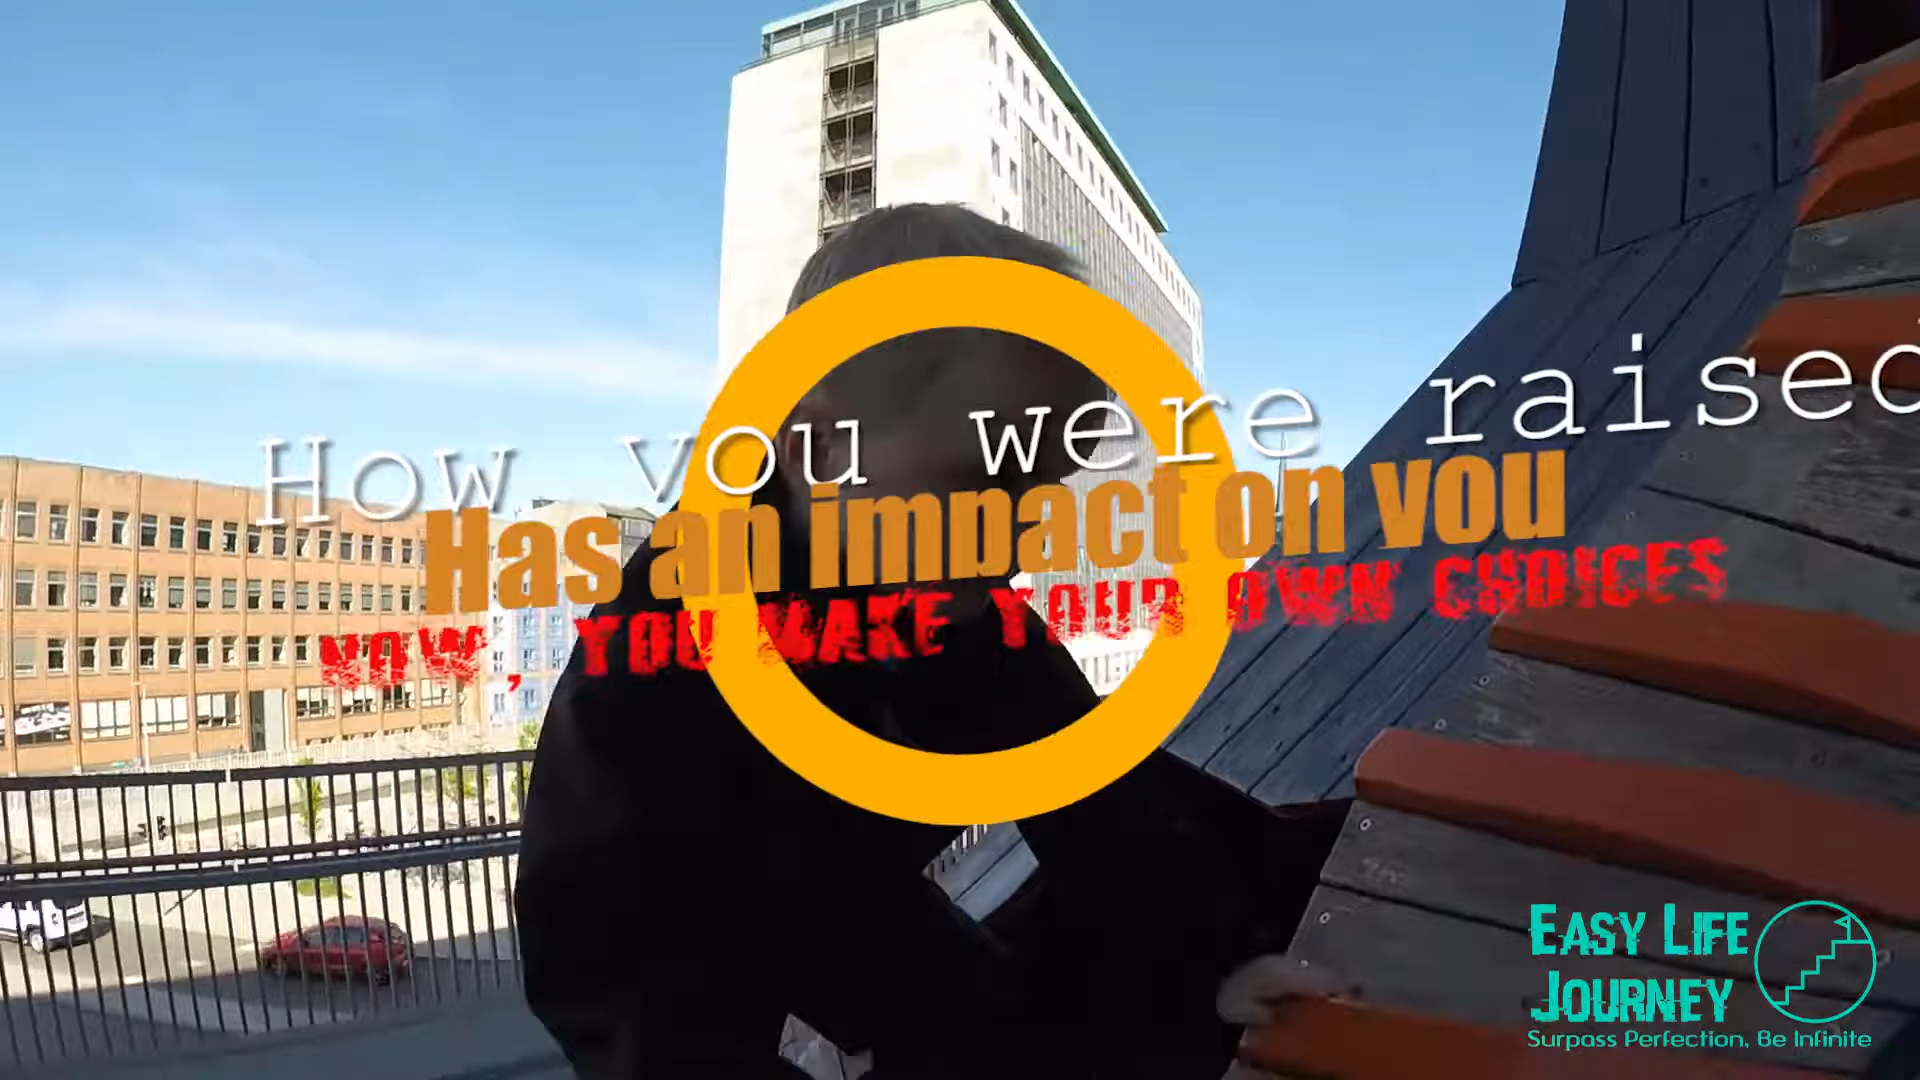 How you were raised
Has an impact on you
NOW, YOU MAKE YOUR OWN CHOICES
EASY LIFE
JOURNEY
Surpass Perfection, Be Infinite